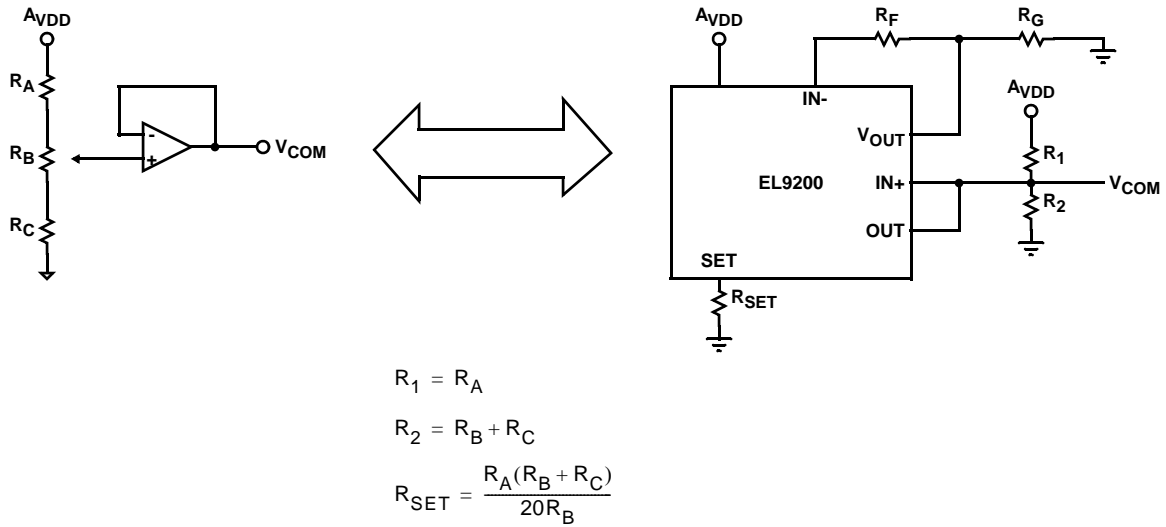 AVDD
RA
RB
RC
-
+
VCOM
AVDD
RF
RG
IN-
VOUT
AVDD
R1
EL9200
IN+
VCOM
R2
OUT
SET
RSET
R1 = RA
R2 = RB + RC
RSET = RA(RB + RC) / 20RB